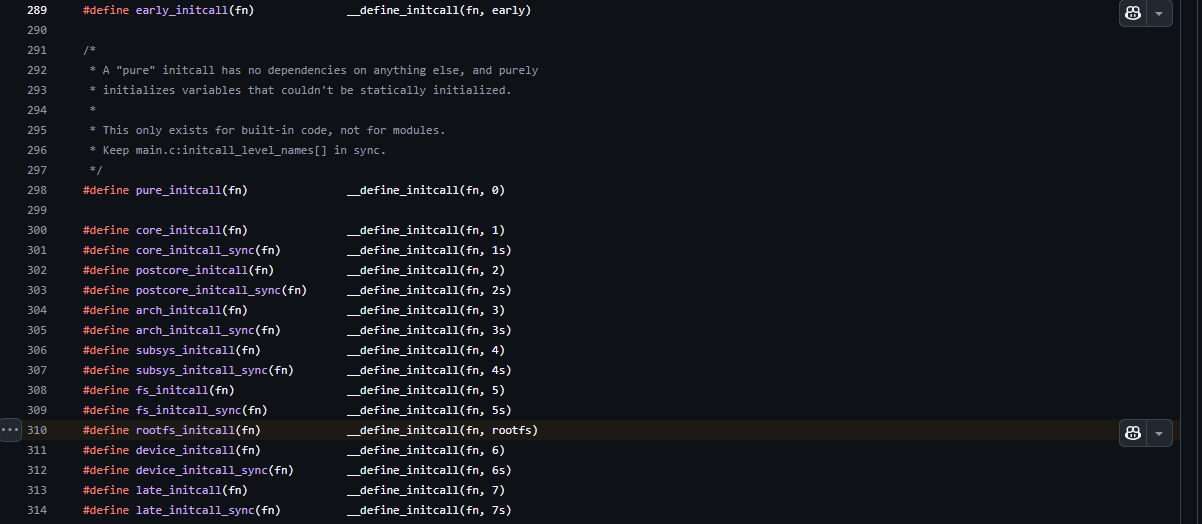 289 #define early_initcall(fn) __define_initcall(fn, early)
290
291 /*
292 * A "pure" initcall has no dependencies on anything else, and purely
293 * initializes variables that couldn't be statically initialized.
294 *
295 * This only exists for built-in code, not for modules.
296 * Keep main.c:initcall_level_names[] in sync.
297 */
298 #define pure_initcall(fn) __define_initcall(fn, 0)
299
300 #define core_initcall(fn) __define_initcall(fn, 1)
301 #define core_initcall_sync(fn) __define_initcall(fn, 1s)
302 #define postcore_initcall(fn) __define_initcall(fn, 2)
303 #define postcore_initcall_sync(fn) __define_initcall(fn, 2s)
304 #define arch_initcall(fn) __define_initcall(fn, 3)
305 #define arch_initcall_sync(fn) __define_initcall(fn, 3s)
306 #define subsys_initcall(fn) __define_initcall(fn, 4)
307 #define subsys_initcall_sync(fn) __define_initcall(fn, 4s)
308 #define fs_initcall(fn) __define_initcall(fn, 5)
309 #define fs_initcall_sync(fn) __define_initcall(fn, 5s)
310 #define rootfs_initcall(fn) __define_initcall(fn, rootfs)
311 #define device_initcall(fn) __define_initcall(fn, 6)
312 #define device_initcall_sync(fn) __define_initcall(fn, 6s)
313 #define late_initcall(fn) __define_initcall(fn, 7)
314 #define late_initcall_sync(fn) __define_initcall(fn, 7s)